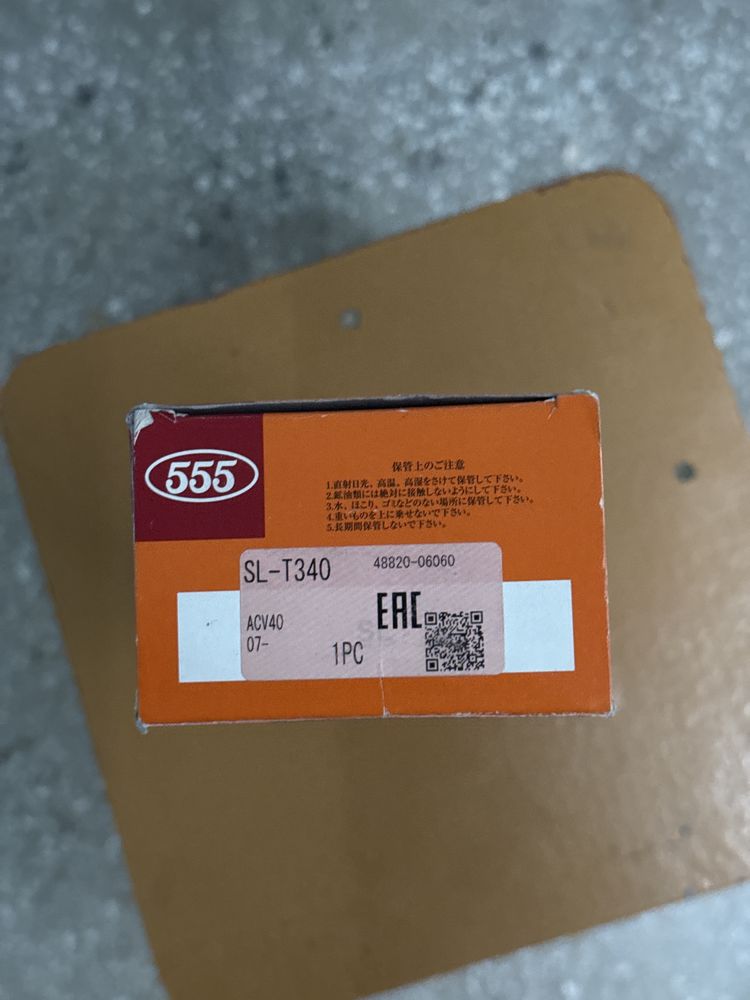 555
保管上のご注意
1.直射日光、高温、高湿をさけて保管して下さい。
2.鉱油類には絶対に接触しないようにして下さい。
3.水、ほこり、ゴミなどのない場所に保管して下さい。
4.重いものを上に乗せないで下さい。
5.長期間保管しないで下さい。
SL-T340 48820-06060
ACV40
07-
EAC
1PC